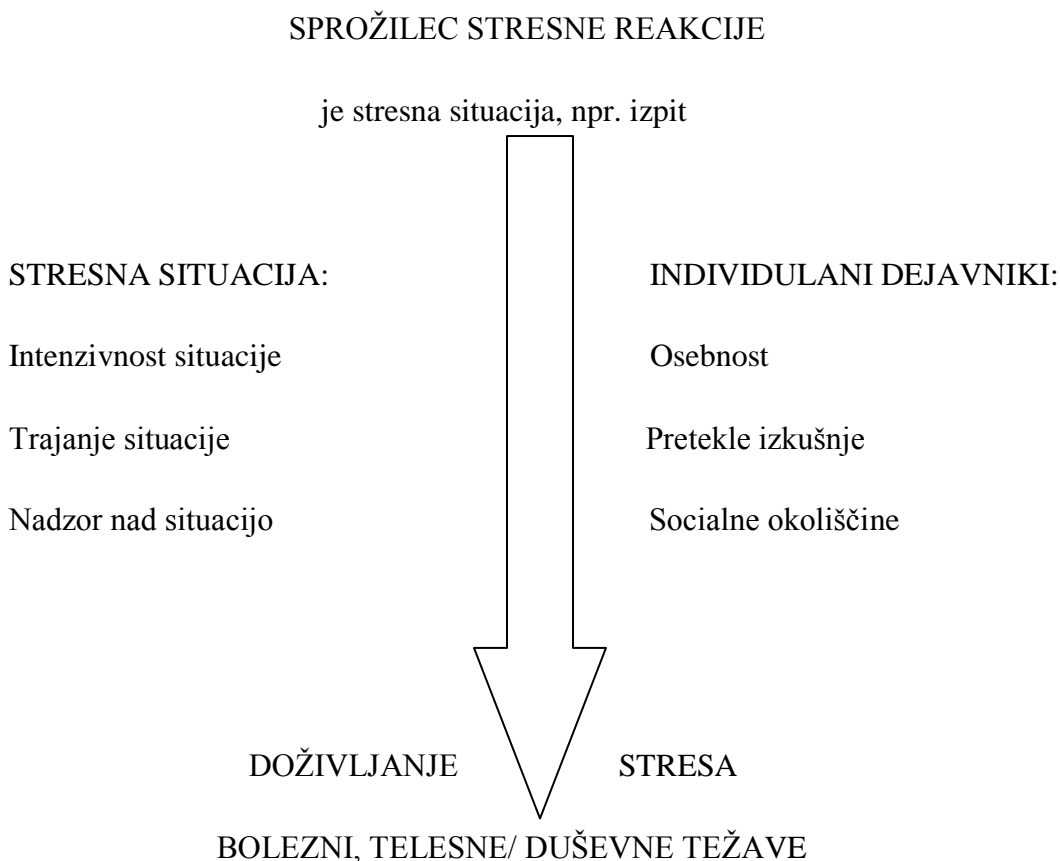 SPROŽILEC STRESNE REAKCIJE
je stresna situacija, npr. izpit
STRESNA SITUACIJA:
Intenzivnost situacije
Trajanje situacije
Nadzor nad situacijo
INDIVIDULANI DEJAVNIKI:
Osebnost
Pretekle izkušnje
Socialne okoliščine
DOŽIVLJANJE STRESA
BOLEZNI, TELESNE/ DUŠEVNE TEŽAVE